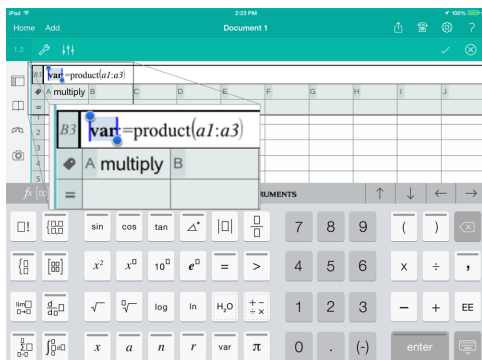 iPad 2:23 PM 100%
Home Add Document 1 ?
1.3
B3 var:=product(a1:a3)
A multiply B C D E F G H I J
=
1
2
3
4
5
B3 var:=product(a1:a3)
A multiply B
=
RUMENTS ↑ ↓ ← →
□! sin cos tan |□| 7 8 9 ( )
x² x□ 10□ e□ = > 4 5 6 x ÷ ,
lim □→□ d/d□ □ √ □√ log ln H₂O + - ÷ × 1 2 3 − + EE
Σ ∫ □ d□ x a n r var π 0 . (-) enter